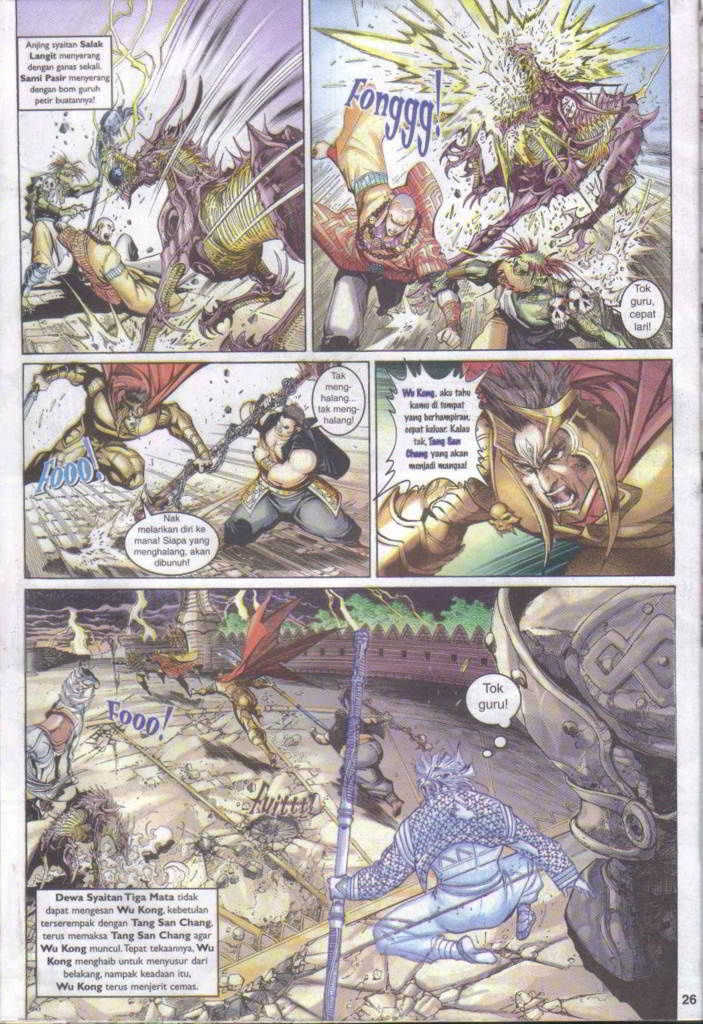 Anjing syaitan Salak
Langit menyerang
dengan ganas sekali.
Sami Pasir menyerang
dengan bom guruh
petir buatannya!
Fonggg!
Tok
guru,
cepat
lari!
Tak
meng-
halang...
tak meng-
halang!
Fooo!
Nak
melarikan diri ke
mana! Siapa yang
menghalang, akan
dibunuh!
Wu Kong, aku tahu
kamu di tempat
yang berhampiran,
cepat keluar. Kalau
tak, Tang San
Chang yang akan
menjadi mangsa!
Tok
guru!
Fooo!
Dewa Syaitan Tiga Mata tidak
dapat mengesan Wu Kong, kebetulan
terserempak dengan Tang San Chang,
terus memaksa Tang San Chang agar
Wu Kong muncul. Tepat tekaannya, Wu
Kong menghaib untuk menyusur dari
belakang, nampak keadaan itu,
Wu Kong terus menjerit cemas.
26